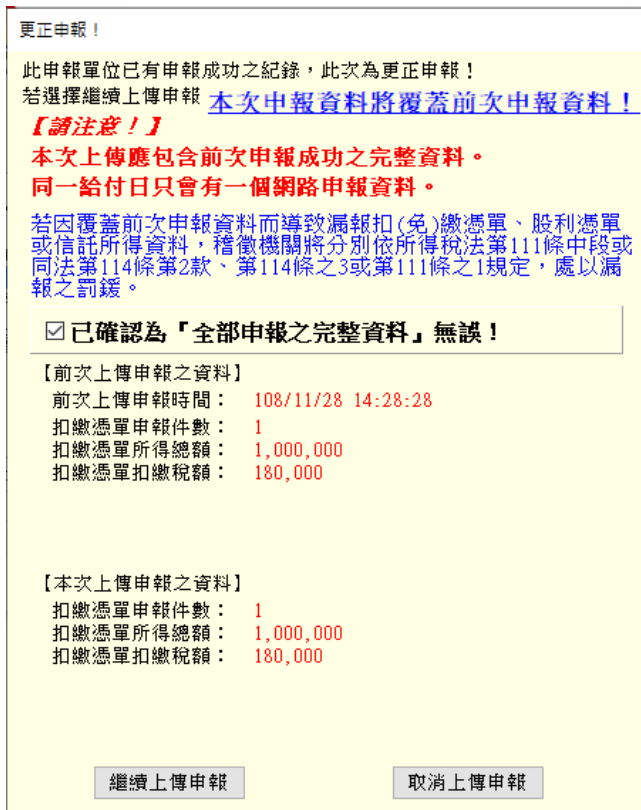 更正申報！
此申報單位已有申報成功之紀錄，此次為更正申報！
若選擇繼續上傳申報 本次申報資料將覆蓋前次申報資料！
【請注意！】
本次上傳應包含前次申報成功之完整資料。
同一給付日只會有一個網路申報資料。
若因覆蓋前次申報資料而導致漏報扣(免)繳憑單、股利憑單
或信託所得資料，稽徵機關將分別依所得稅法第111條中段或
同法第114條第2款、第114條之3或第111條之1規定，處以漏
報之罰鍰。
☑已確認為「全部申報之完整資料」無誤！
【前次上傳申報之資料】
前次上傳申報時間： 108/11/28 14:28:28
扣繳憑單申報件數： 1
扣繳憑單所得總額： 1,000,000
扣繳憑單扣繳稅額： 180,000
【本次上傳申報之資料】
扣繳憑單申報件數： 1
扣繳憑單所得總額： 1,000,000
扣繳憑單扣繳稅額： 180,000
繼續上傳申報 取消上傳申報